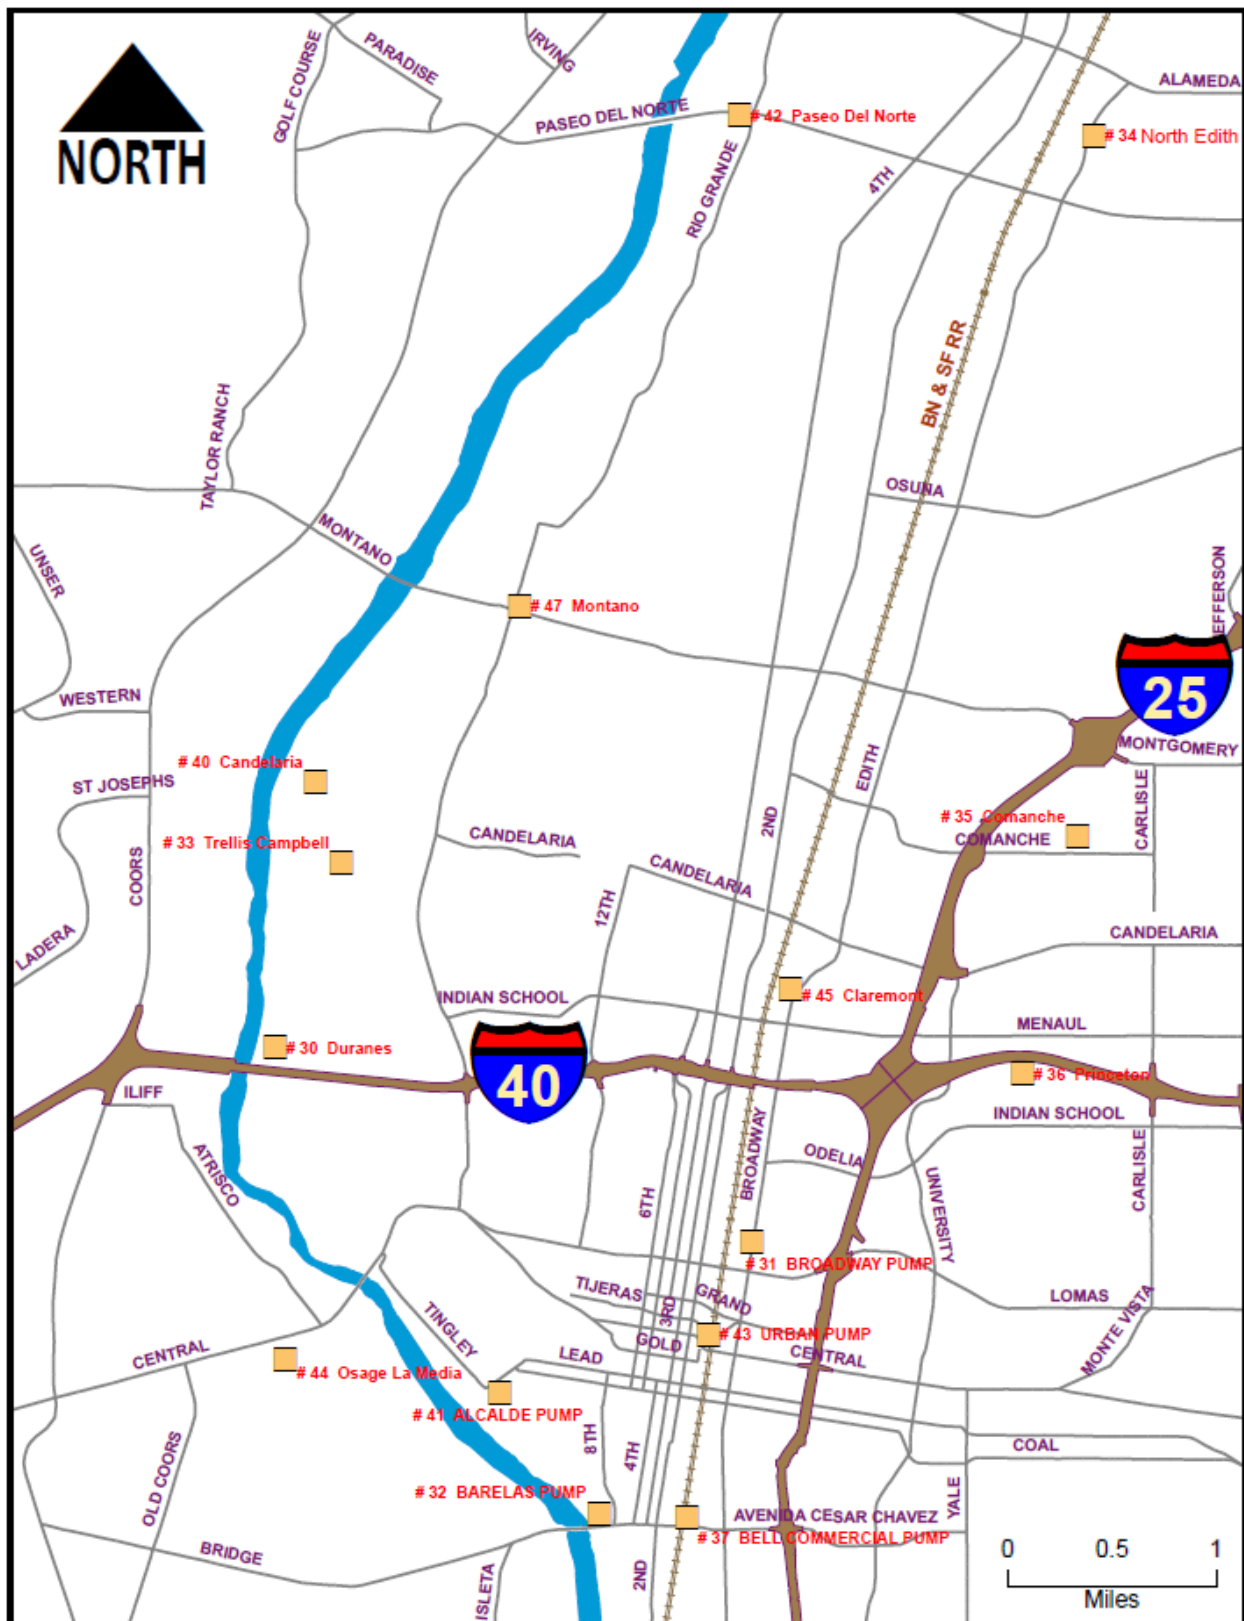 GOLF COURSE
PARADISE
IRVING
ALAMEDA
NORTH
PASEO DEL NORTE
# 42 Paseo Del Norte
# 34 North Edith
RIO GRANDE
4TH
BN & SF RR
TAYLOR RANCH
OSUNA
MONTANO
UNSER
JEFFERSON
# 47 Montano
25
WESTERN
MONTGOMERY
# 40 Candelaria
ST JOSEPHS
EDITH
2ND
CARLISLE
# 35 Comanche
COMANCHE
# 33 Trellis Campbell
CANDELARIA
COORS
CANDELARIA
12TH
CANDELARIA
LADERA
INDIAN SCHOOL
# 45 Claremont
MENAUL
# 30 Duranes
40
# 36 Princeton
ILIFF
INDIAN SCHOOL
BROADWAY
ODELIA
ATRISCO
6TH
UNIVERSITY
CARLISLE
# 31 BROADWAY PUMP
TIJERAS
GRAND
LOMAS
3RD
TINGLEY
# 43 URBAN PUMP
GOLD
MONTE VISTA
CENTRAL
LEAD
CENTRAL
# 44 Osage La Media
# 41 ALCALDE PUMP
8TH
4TH
COAL
OLD COORS
YALE
# 32 BARELAS PUMP
AVENIDA CESAR CHAVEZ
# 37 BELL COMMERCIAL PUMP
BRIDGE
ISLETA
2ND
0 0.5 1
Miles